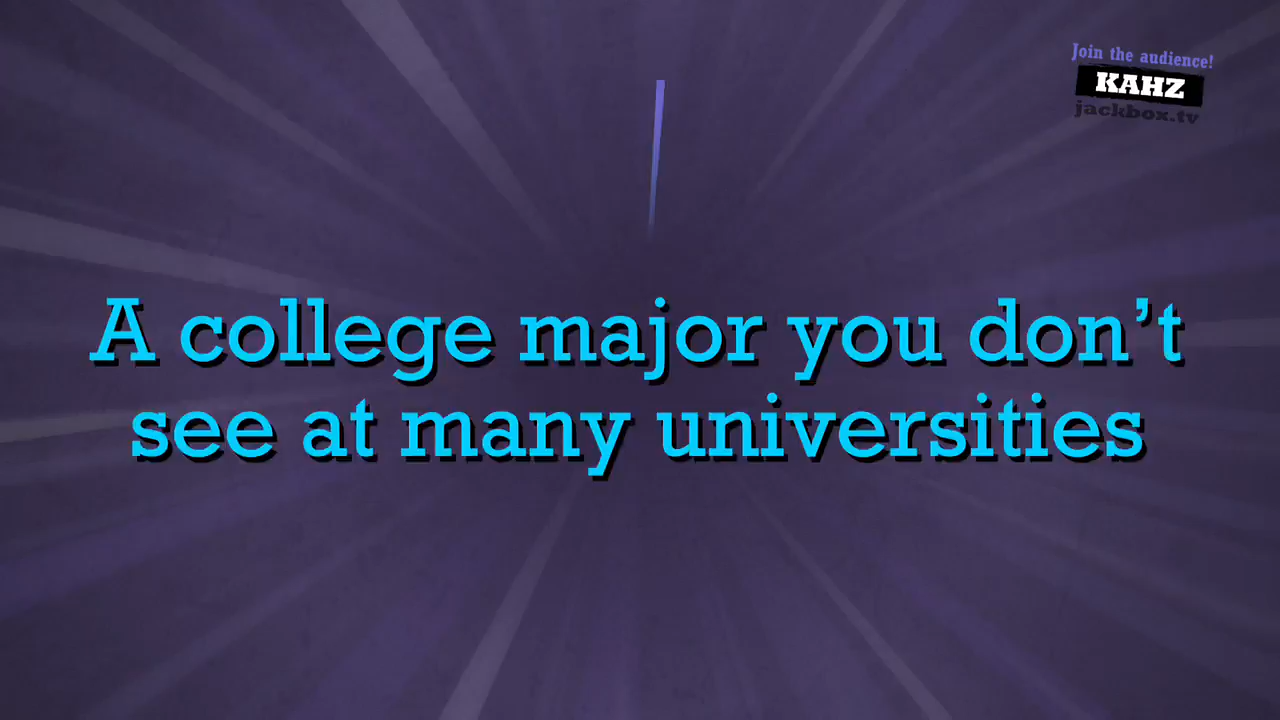 Join the audience!
KAHZ
jackbox.tv
A college major you don’t
see at many universities